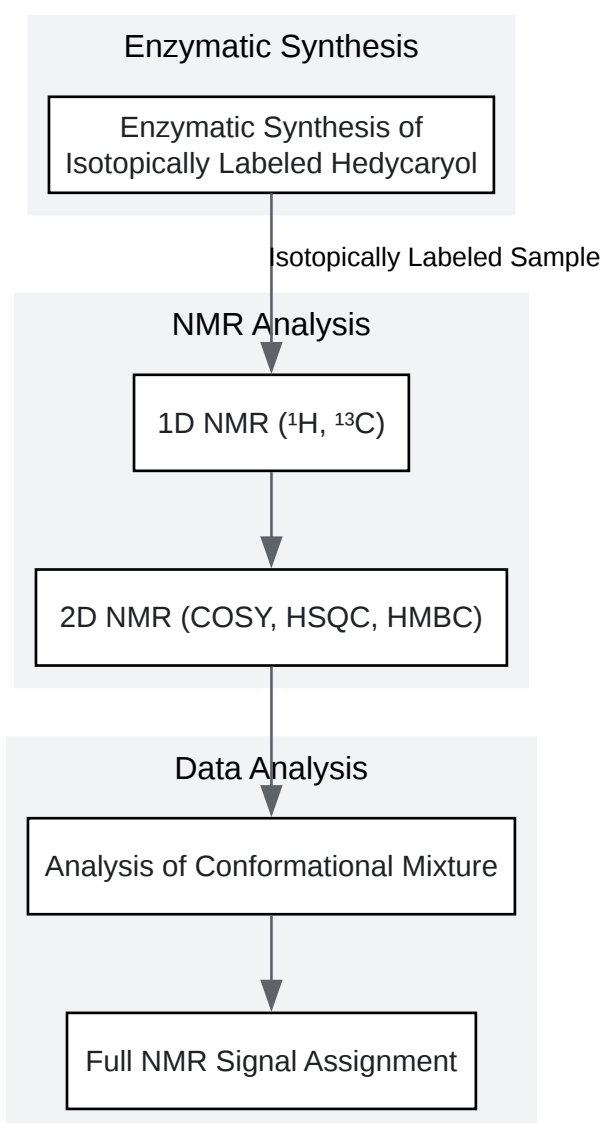 Enzymatic Synthesis
Enzymatic Synthesis of
Isotopically Labeled Hedycaryol
Isotopically Labeled Sample
NMR Analysis
1D NMR (¹H, ¹³C)
2D NMR (COSY, HSQC, HMBC)
Data Analysis
Analysis of Conformational Mixture
Full NMR Signal Assignment